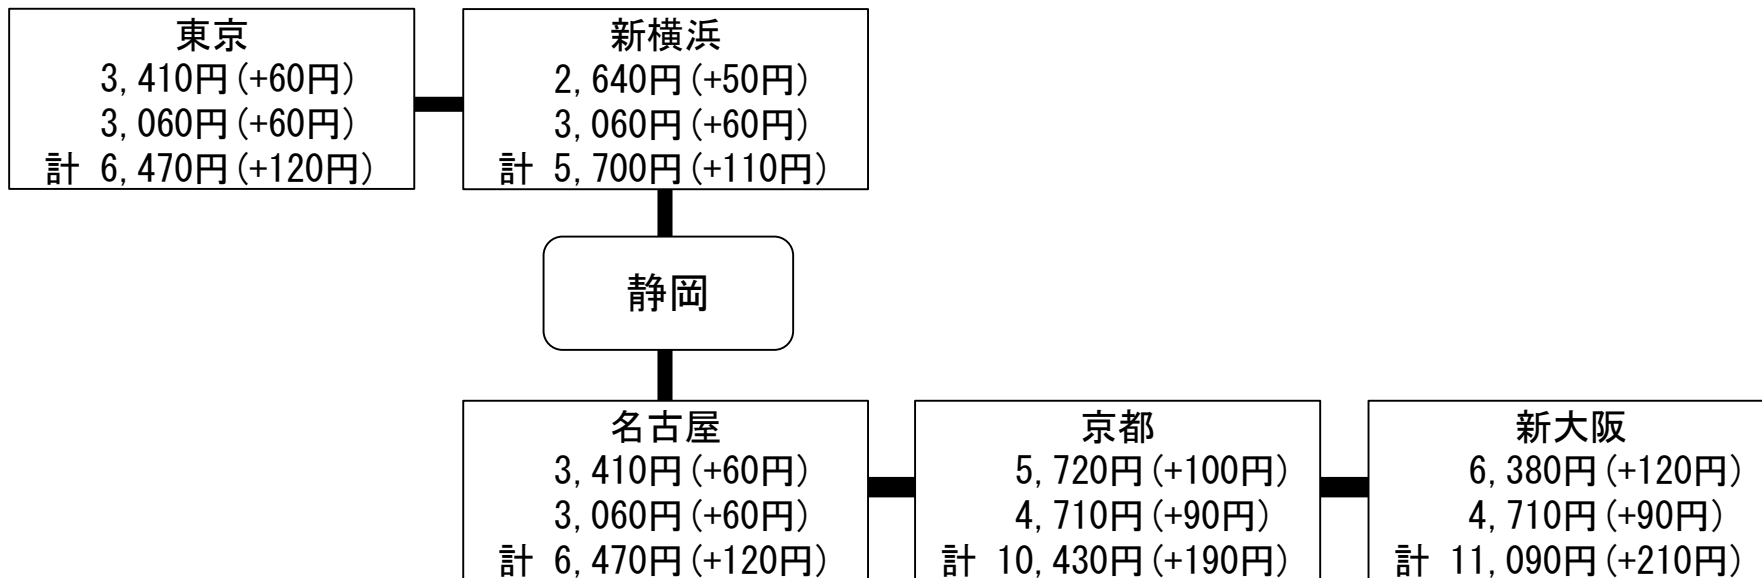 東京
3,410円(+60円)
3,060円(+60円)
計 6,470円(+120円)
新横浜
2,640円(+50円)
3,060円(+60円)
計 5,700円(+110円)
静岡
名古屋
3,410円(+60円)
3,060円(+60円)
計 6,470円(+120円)
京都
5,720円(+100円)
4,710円(+90円)
計 10,430円(+190円)
新大阪
6,380円(+120円)
4,710円(+90円)
計 11,090円(+210円)